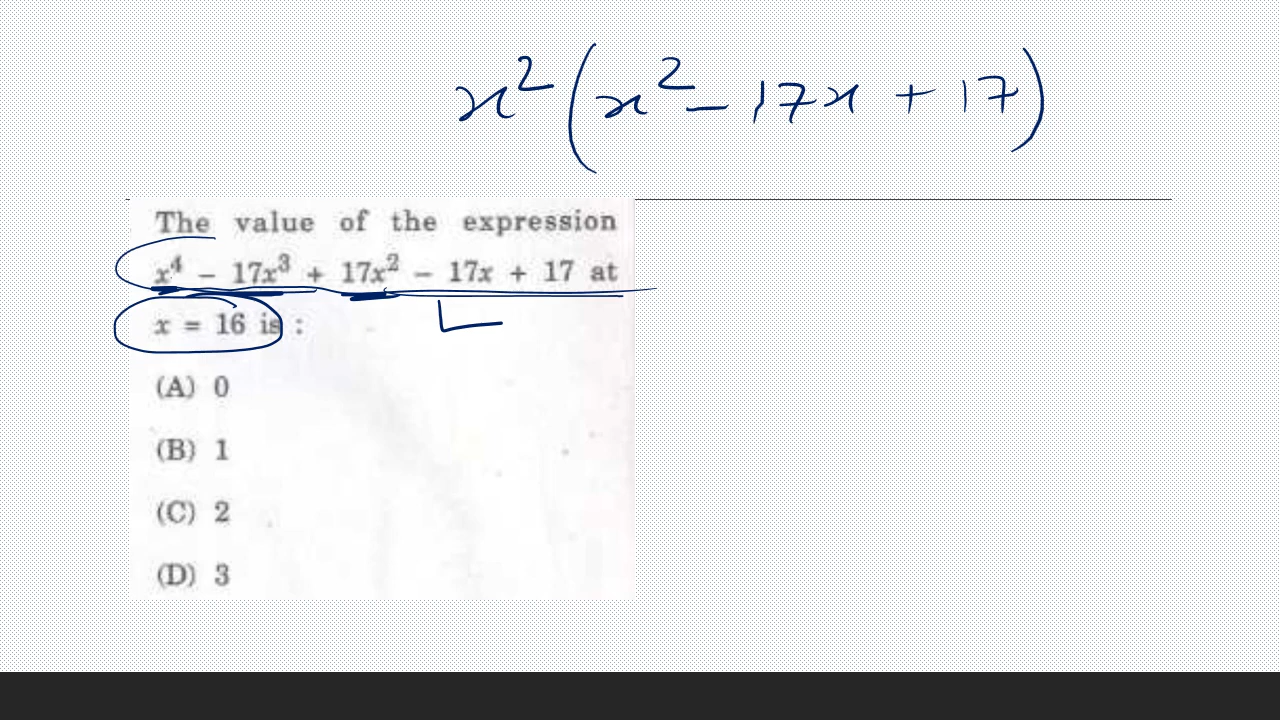 x²(x² − 17x + 17)
The value of the expression
x⁴ − 17x³ + 17x² − 17x + 17 at
x = 16 is :
(A) 0
(B) 1
(C) 2
(D) 3